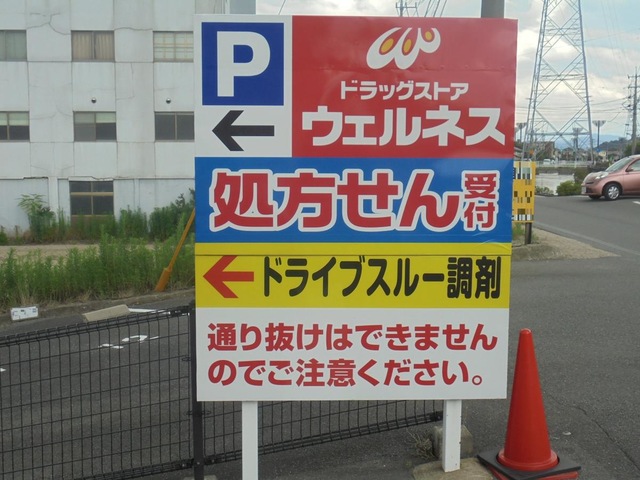 P
ドラッグストア
ウェルネス
処方せん受付
ドライブスルー調剤
通り抜けはできません
のでご注意ください。